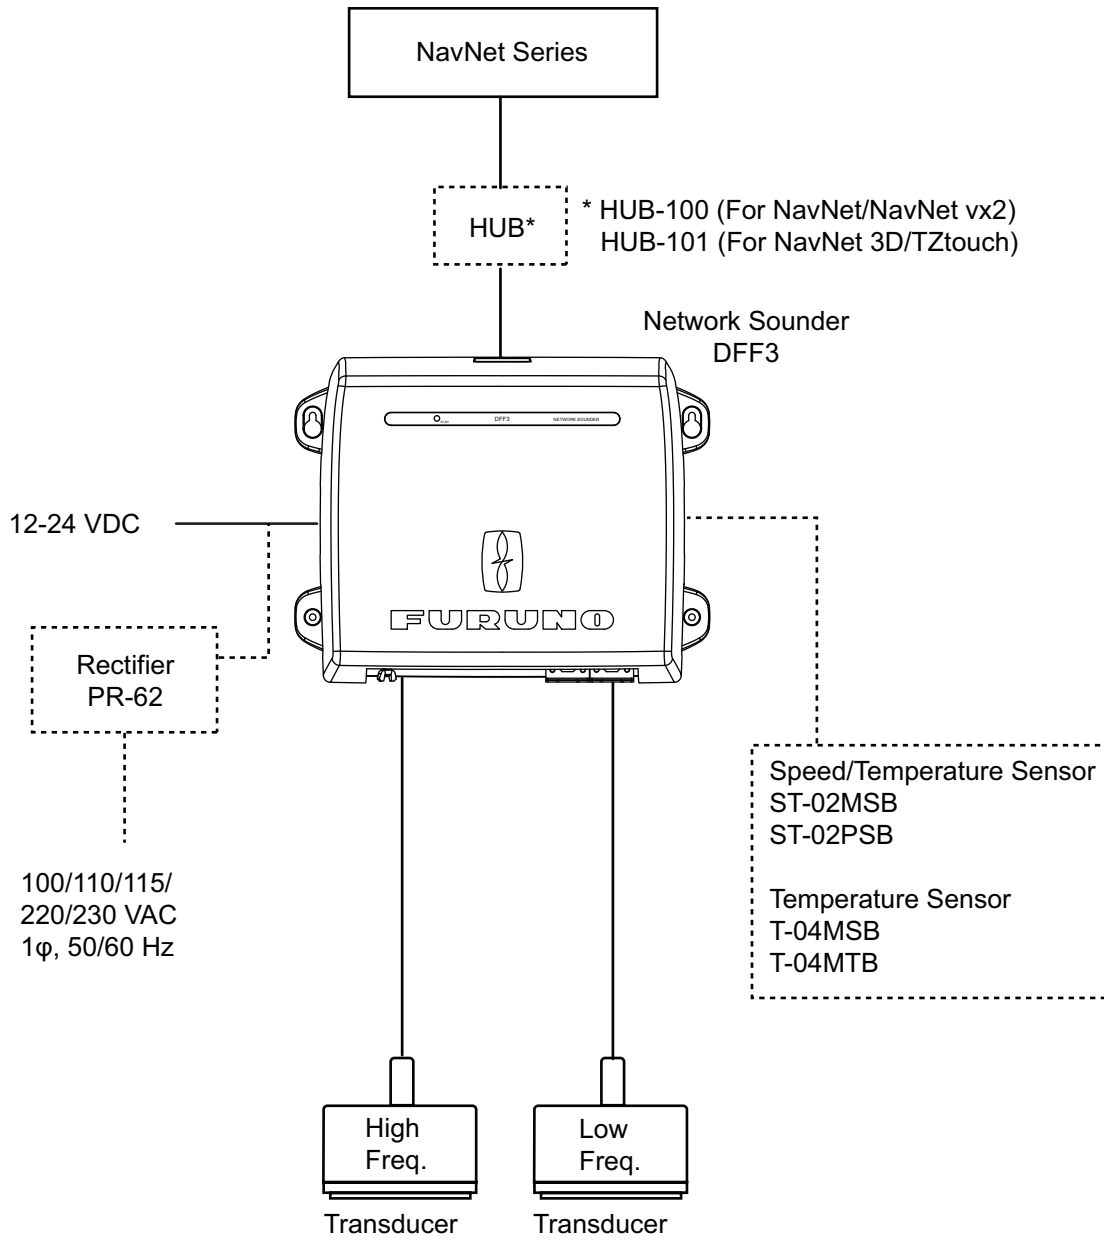 NavNet Series
HUB*
* HUB-100 (For NavNet/NavNet vx2)
HUB-101 (For NavNet 3D/TZtouch)
Network Sounder
DFF3
DFF3
NETWORK SOUNDER
12-24 VDC
FURUNO
Rectifier
PR-62
100/110/115/
220/230 VAC
1φ, 50/60 Hz
Speed/Temperature Sensor
ST-02MSB
ST-02PSB
Temperature Sensor
T-04MSB
T-04MTB
High
Freq.
Transducer
Low
Freq.
Transducer